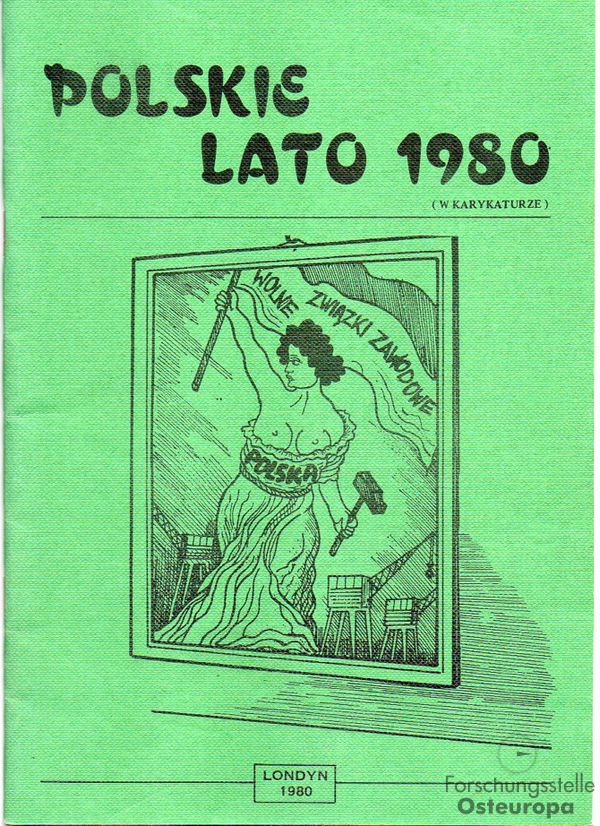 POLSKIE
LATO 1980
( W KARYKATURZE )
WOLNE ZWIĄZKI ZAWODOWE
POLSKA
LONDYN
1980
Forschungsstelle
Osteuropa